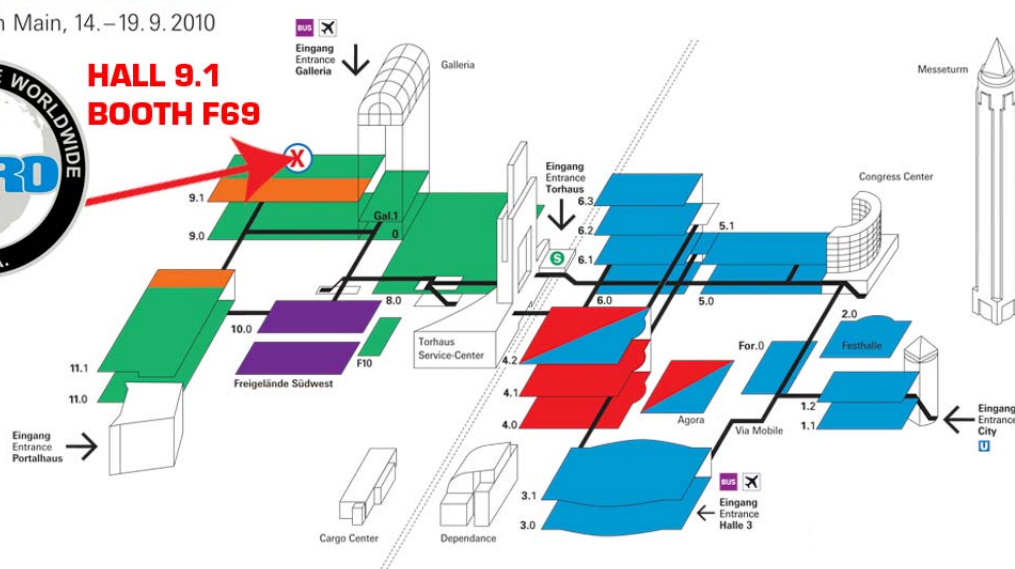 Main, 14.–19.9.2010
BUS
Eingang
Entrance
Galleria
Galleria
HALL 9.1
BOOTH F69
WORLDWIDE
RO
X
9.1
9.0
Gal.1
0
8.0
Eingang
Entrance
Torhaus
S
6.3
6.2
6.1
6.0
5.1
5.0
Messeturm
Congress Center
10.0
F10
Freigelände Südwest
11.1
11.0
Torhaus
Service-Center
4.2
4.1
4.0
Agora
For.0
2.0
Festhalle
1.2
1.1
Via Mobile
Eingang
Entrance
City
U
Eingang
Entrance
Portalhaus
Cargo Center
Dependance
3.1
3.0
BUS
Eingang
Entrance
Halle 3